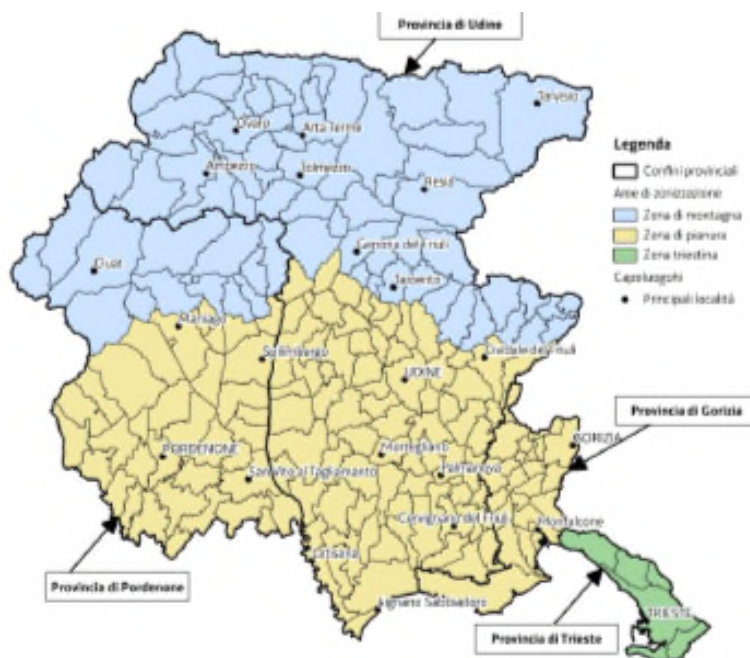 Provincia di Udine
Tarvisio
Ovaro
Arta Terme
Ampezzo
Tolmezzo
Resia
Legenda
Confini provinciali
Aree di zonizzazione
Zona di montagna
Zona di pianura
Zona triestina
Capoluoghi
Principali località
Gemona del Friuli
Claut
Tarcento
Maniago
Spilimbergo
Cividale del Friuli
UDINE
Provincia di Gorizia
GORIZIA
PORDENONE
Mortegliano
San Vito al Tagliamento
Palmanova
Cervignano del Friuli
Monfalcone
Latisana
Provincia di Pordenone
Lignano Sabbiadoro
TRIESTE
Provincia di Trieste